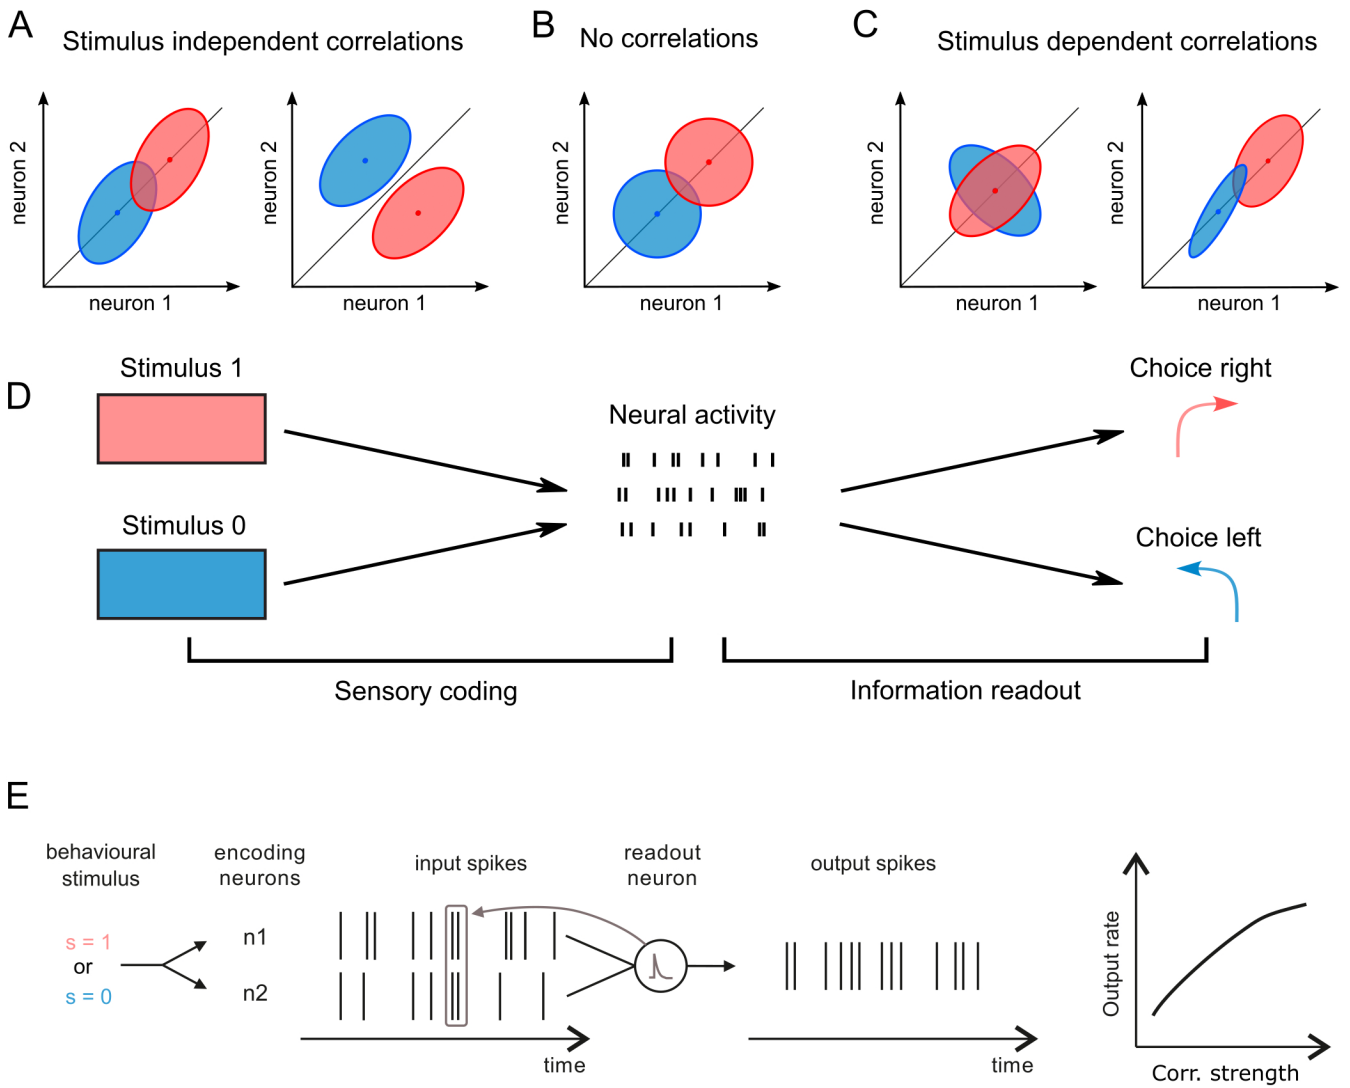 A
Stimulus independent correlations
B
No correlations
C
Stimulus dependent correlations
neuron 2
neuron 1
neuron 2
neuron 1
neuron 2
neuron 1
neuron 2
neuron 1
neuron 2
neuron 1
D
Stimulus 1
Stimulus 0
Neural activity
Choice right
Choice left
Sensory coding
Information readout
E
behavioural
stimulus
s = 1
or
s = 0
encoding
neurons
n1
n2
input spikes
time
readout
neuron
output spikes
time
Output rate
Corr. strength